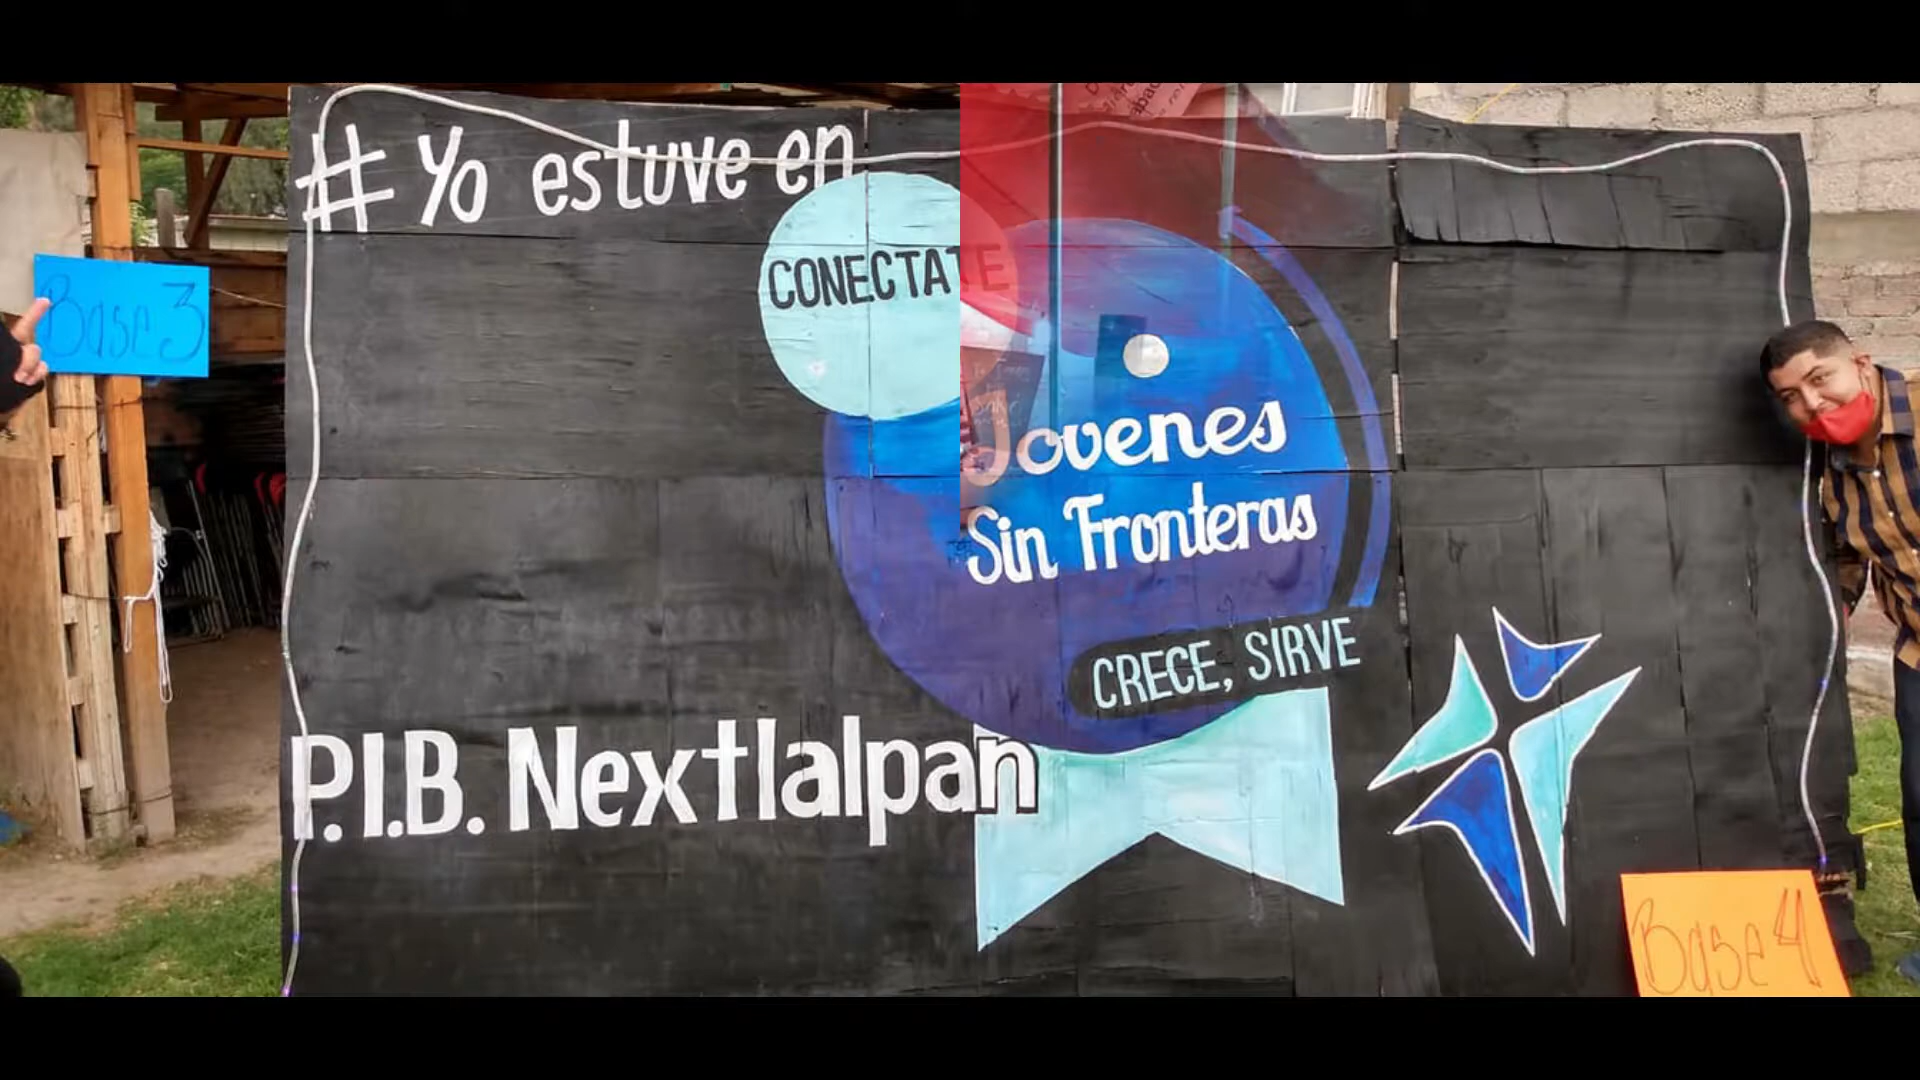 # Yo estuve en
CONECTATE
Base 3
Jovenes
Sin Fronteras
CRECE, SIRVE
P.I.B. Nextlalpan
Base 4